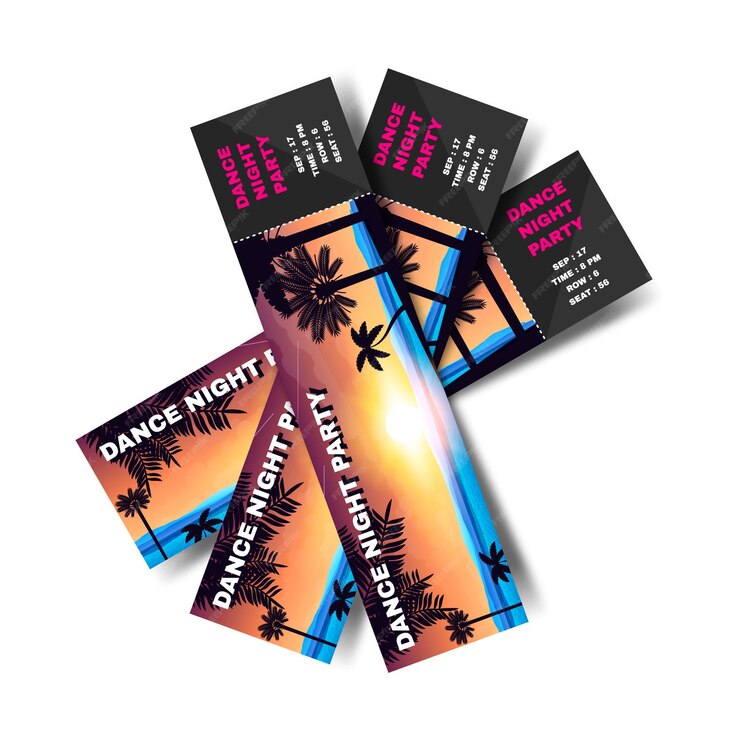 DANCE
NIGHT
PARTY
SEP : 17
TIME : 8 PM
ROW : 6
SEAT : 56
DANCE
NIGHT
PARTY
SEP : 17
TIME : 8 PM
ROW : 6
SEAT : 56
DANCE
NIGHT
PARTY
SEP : 17
TIME : 8 PM
ROW : 6
SEAT : 56
DANCE NIGHT
DANCE NIGHT PA
DANCE NIGHT PARTY
FREEPIK